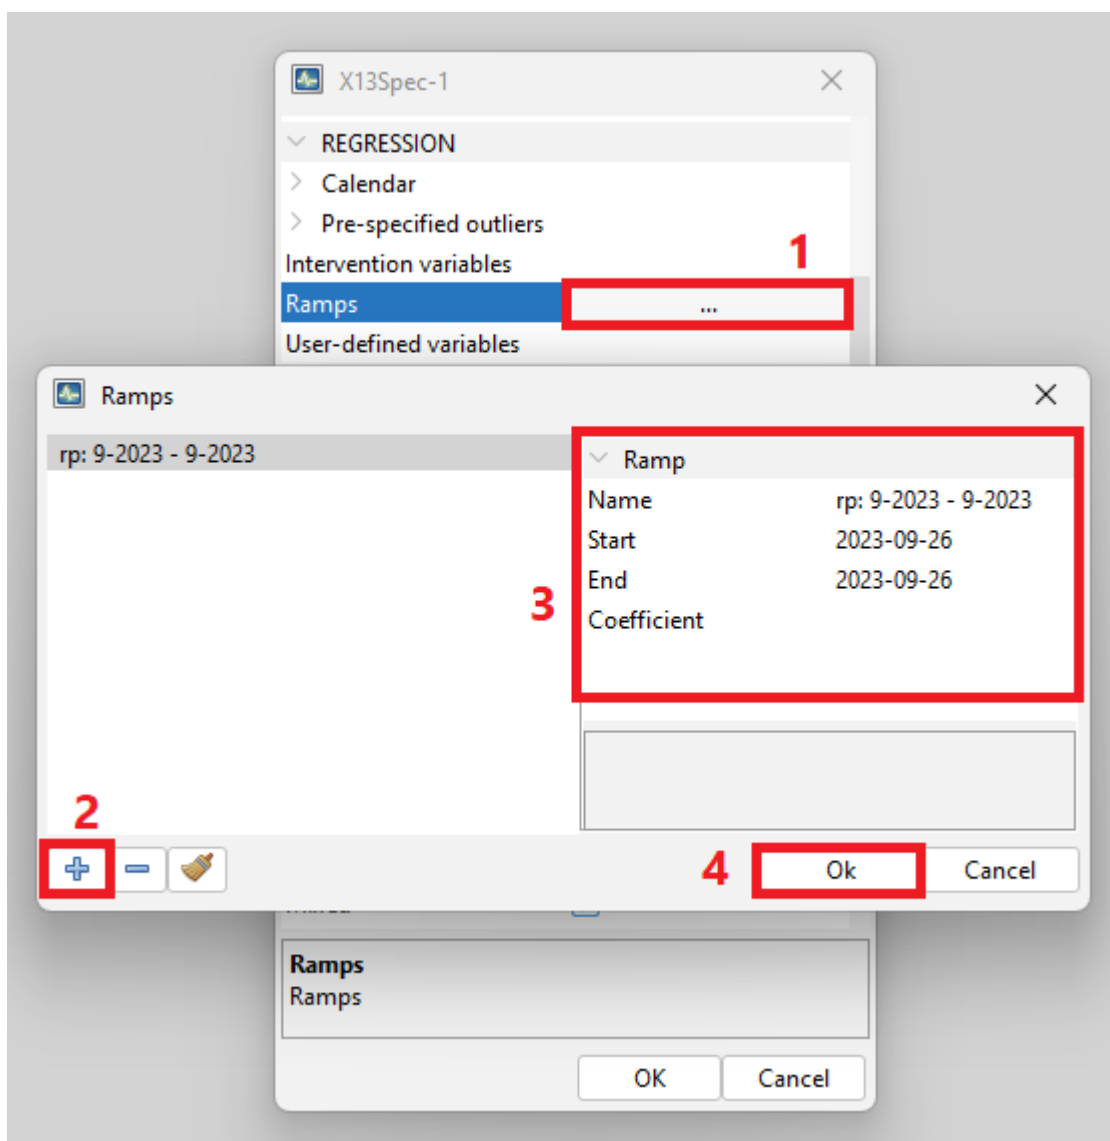 X13Spec-1
REGRESSION
Calendar
Pre-specified outliers
Intervention variables
1
Ramps ...
User-defined variables
Ramps
rp: 9-2023 - 9-2023
Ramp
Name rp: 9-2023 - 9-2023
Start 2023-09-26
End 2023-09-26
3
Coefficient
2
4
Ok Cancel
Ramps
Ramps
OK Cancel